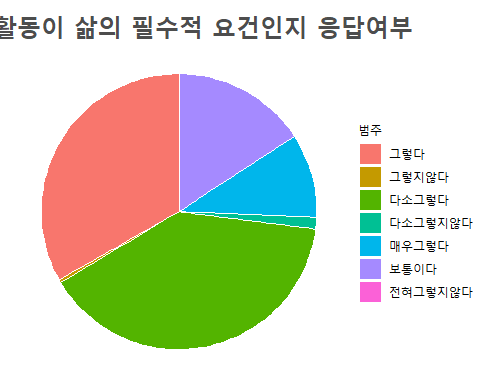 활동이 삶의 필수적 요건인지 응답여부
범주
그렇다
그렇지않다
다소그렇다
다소그렇지않다
매우그렇다
보통이다
전혀그렇지않다